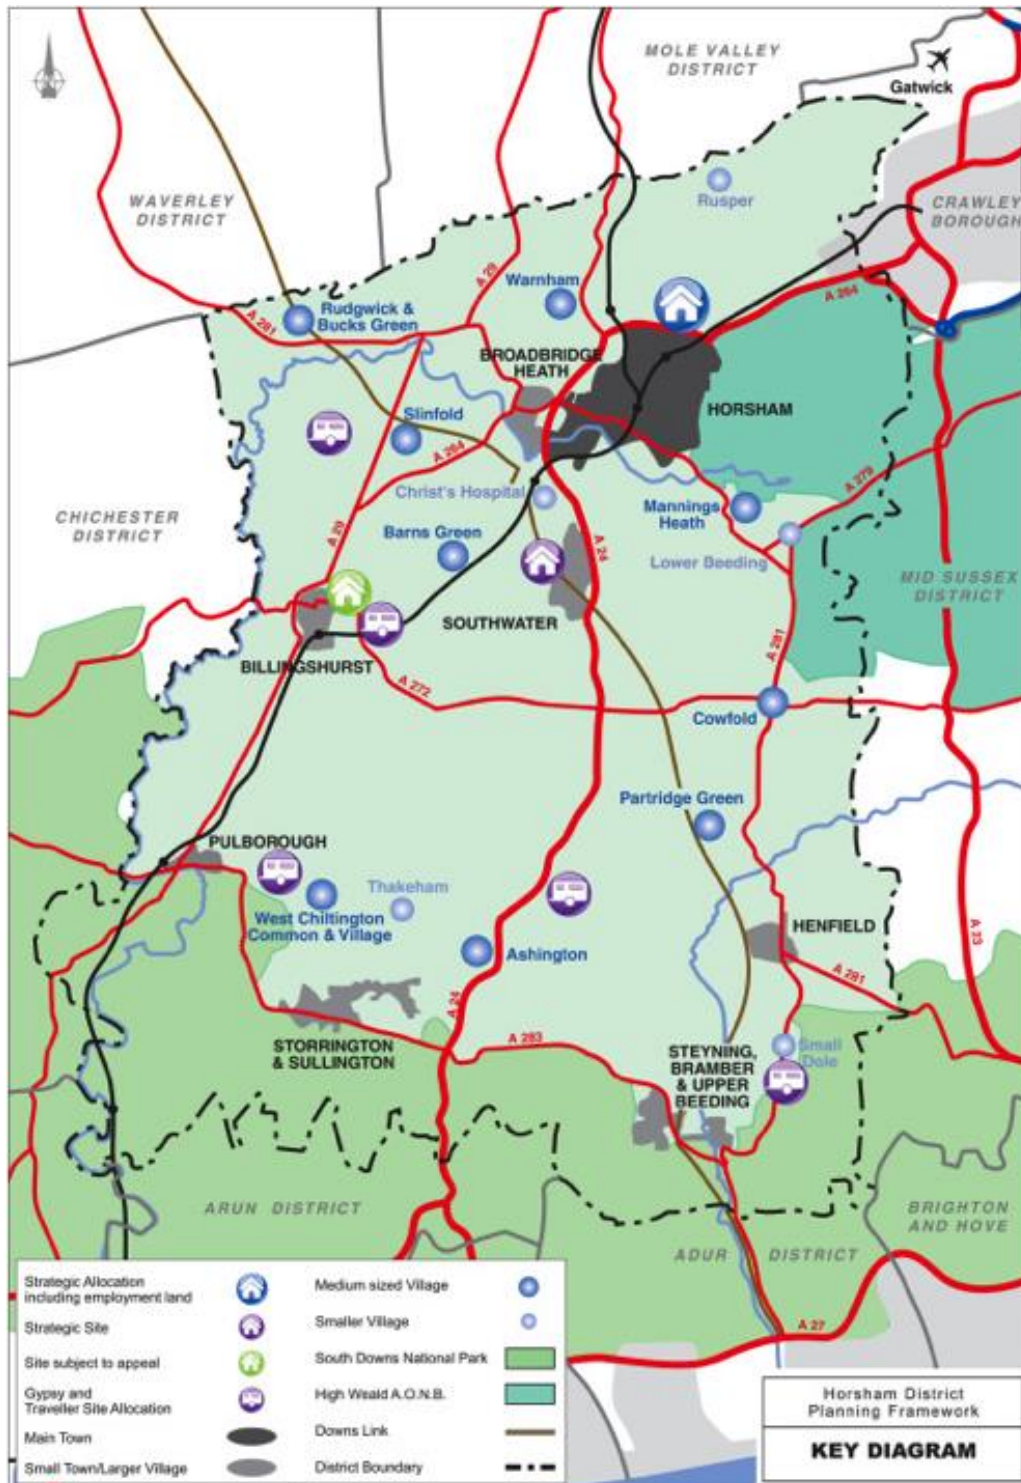 MOLE VALLEY
DISTRICT
Gatwick
WAVERLEY
DISTRICT
Rusper
CRAWLEY
BOROUGH
A 29
Warnham
A 264
Rudgwick &
Bucks Green
A 281
BROADBRIDGE
HEATH
HORSHAM
Slinfold
A 264
Christ's Hospital
A 279
Mannings
Heath
CHICHESTER
DISTRICT
A 29
Barns Green
A 24
Lower Beeding
MID SUSSEX
DISTRICT
SOUTHWATER
A 281
BILLINGSHURST
A 272
Cowfold
Partridge Green
PULBOROUGH
Thakeham
West Chiltington
Common & Village
HENFIELD
A 23
Ashington
A 281
A 24
A 283
STORRINGTON
& SULLINGTON
STEYNING,
BRAMBER
& UPPER
BEEDING
Small
Dole
ARUN DISTRICT
BRIGHTON
AND HOVE
ADUR DISTRICT
A 27
Strategic Allocation
including employment land
Strategic Site
Site subject to appeal
Gypsy and
Traveller Site Allocation
Main Town
Small Town/Larger Village
Medium sized Village
Smaller Village
South Downs National Park
High Weald A.O.N.B.
Downs Link
District Boundary
Horsham District
Planning Framework
KEY DIAGRAM